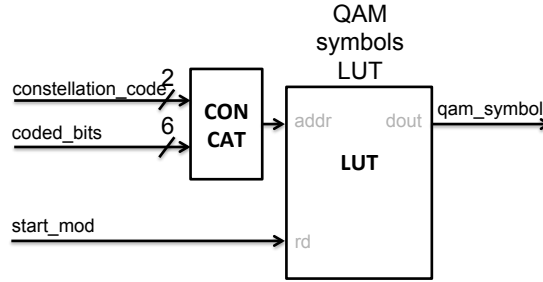 QAM
symbols
LUT
constellation_code
2
coded_bits
6
CON
CAT
addr
dout
LUT
qam_symbol
start_mod
rd